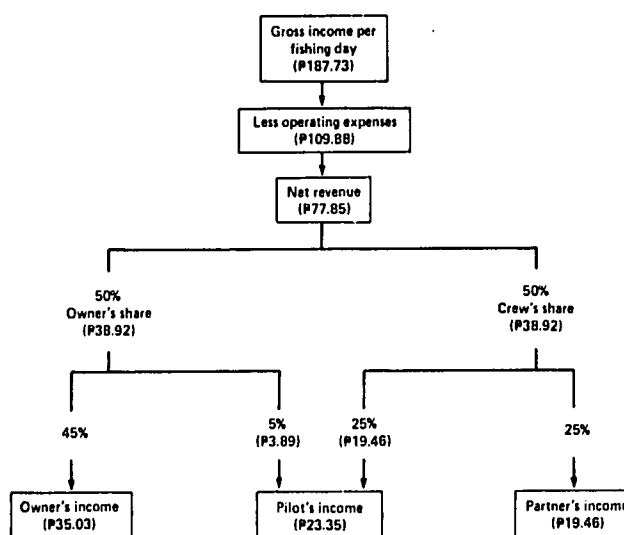 Gross income per
fishing day
(₱187.73)
Less operating expenses
(₱109.88)
Net revenue
(₱77.85)
50%
Owner's share
(₱38.92)
50%
Crew's share
(₱38.92)
45%
5%
(₱3.89)
25%
(₱19.46)
25%
Owner's income
(₱35.03)
Pilot's income
(₱23.35)
Partner's income
(₱19.46)